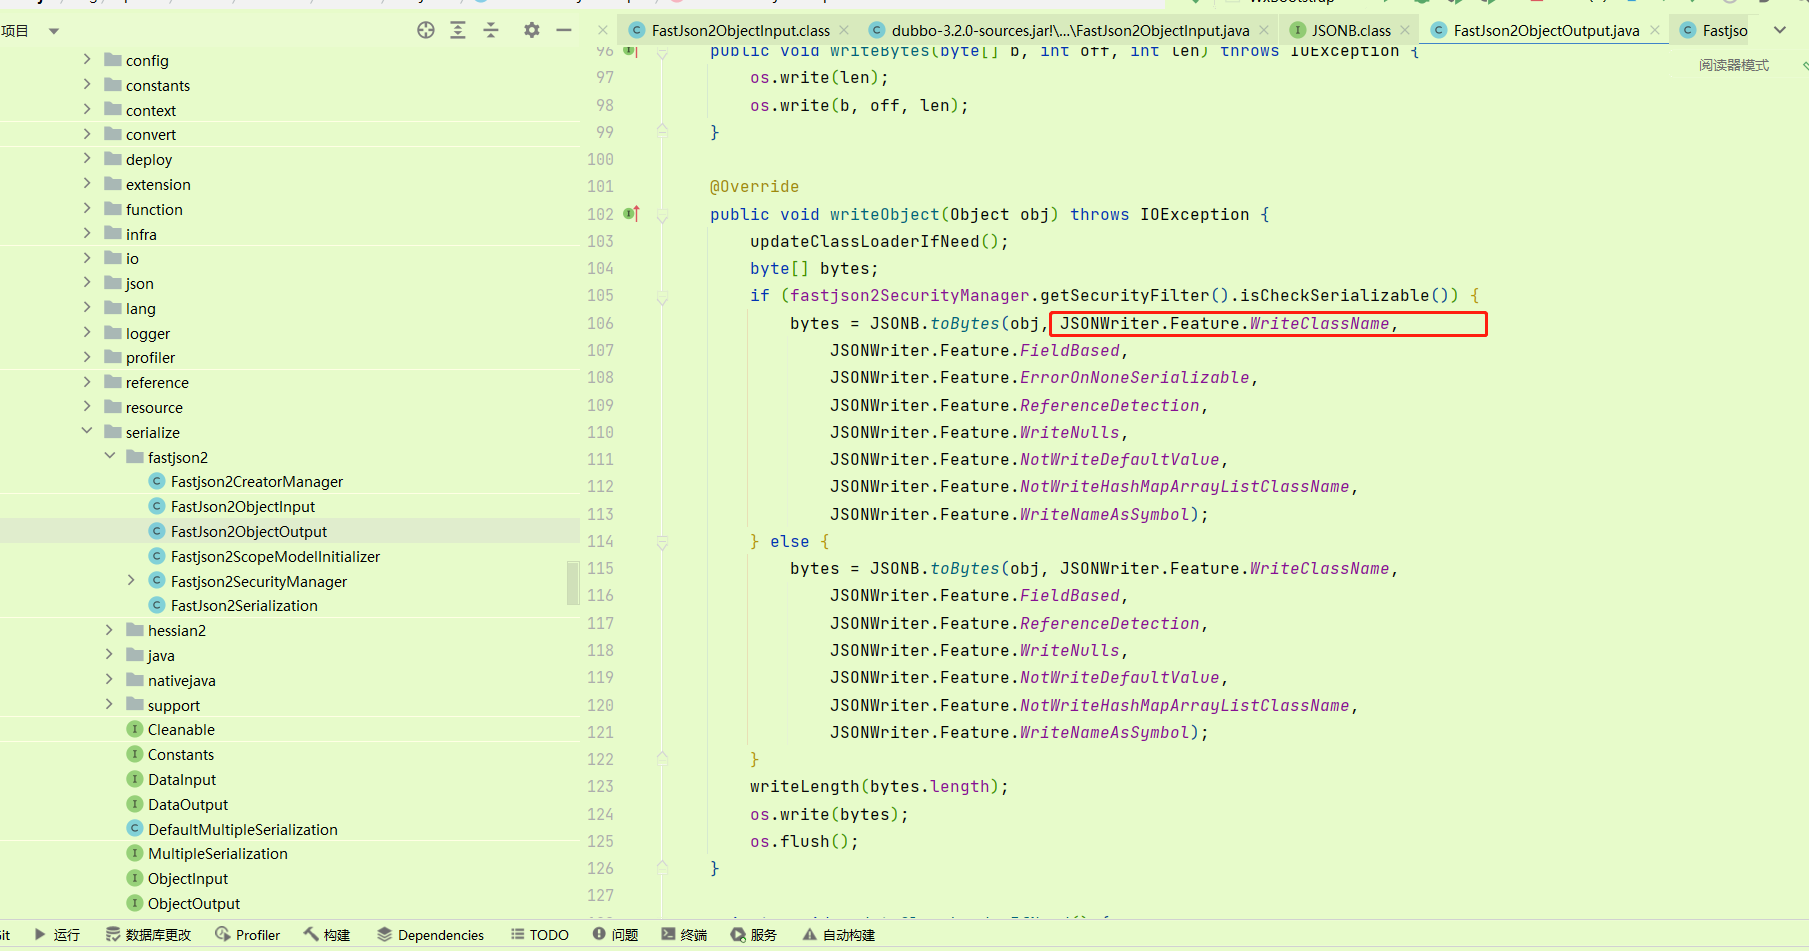 项目
FastJson2ObjectInput.class
dubbo-3.2.0-sources.jar!\...\FastJson2ObjectInput.java
JSONB.class
FastJson2ObjectOutput.java
Fastjso
阅读器模式
config
constants
context
convert
deploy
extension
function
infra
io
json
lang
logger
profiler
reference
resource
serialize
fastjson2
Fastjson2CreatorManager
FastJson2ObjectInput
FastJson2ObjectOutput
Fastjson2ScopeModelInitializer
Fastjson2SecurityManager
FastJson2Serialization
hessian2
java
nativejava
support
Cleanable
Constants
DataInput
DataOutput
DefaultMultipleSerialization
MultipleSerialization
ObjectInput
ObjectOutput
96 public void writeBytes(byte[] b, int off, int len) throws IOException {
97 os.write(len);
98 os.write(b, off, len);
99 }
100
101 @Override
102 public void writeObject(Object obj) throws IOException {
103 updateClassLoaderIfNeed();
104 byte[] bytes;
105 if (fastjson2SecurityManager.getSecurityFilter().isCheckSerializable()) {
106 bytes = JSONB.toBytes(obj, JSONWriter.Feature.WriteClassName,
107 JSONWriter.Feature.FieldBased,
108 JSONWriter.Feature.ErrorOnNoneSerializable,
109 JSONWriter.Feature.ReferenceDetection,
110 JSONWriter.Feature.WriteNulls,
111 JSONWriter.Feature.NotWriteDefaultValue,
112 JSONWriter.Feature.NotWriteHashMapArrayListClassName,
113 JSONWriter.Feature.WriteNameAsSymbol);
114 } else {
115 bytes = JSONB.toBytes(obj, JSONWriter.Feature.WriteClassName,
116 JSONWriter.Feature.FieldBased,
117 JSONWriter.Feature.ReferenceDetection,
118 JSONWriter.Feature.WriteNulls,
119 JSONWriter.Feature.NotWriteDefaultValue,
120 JSONWriter.Feature.NotWriteHashMapArrayListClassName,
121 JSONWriter.Feature.WriteNameAsSymbol);
122 }
123 writeLength(bytes.length);
124 os.write(bytes);
125 os.flush();
126 }
127
运行 数据库更改 Profiler 构建 Dependencies TODO 问题 终端 服务 自动构建